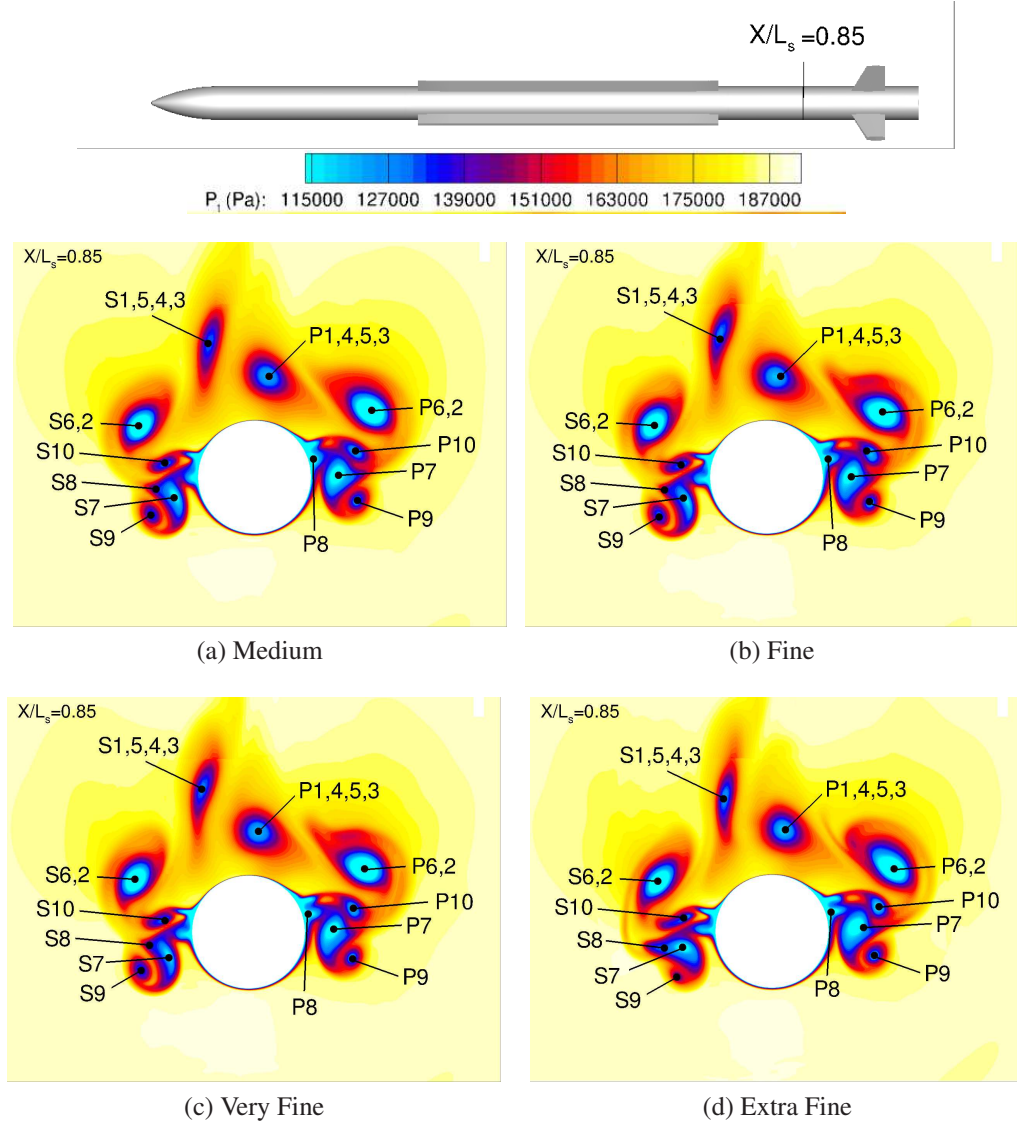 X/Ls=0.85
Pt (Pa): 115000 127000 139000 151000 163000 175000 187000
X/Ls=0.85
S1,5,4,3
P1,4,5,3
S6,2
P6,2
S10
P10
S8
P7
S7
S9
P9
P8
(a) Medium
X/Ls=0.85
S1,5,4,3
P1,4,5,3
S6,2
P6,2
S10
P10
S8
P7
S7
S9
P9
P8
(b) Fine
X/Ls=0.85
S1,5,4,3
P1,4,5,3
S6,2
P6,2
S10
P10
S8
P7
S7
S9
P9
P8
(c) Very Fine
X/Ls=0.85
S1,5,4,3
P1,4,5,3
S6,2
P6,2
S10
P10
S8
P7
S7
S9
P9
P8
(d) Extra Fine